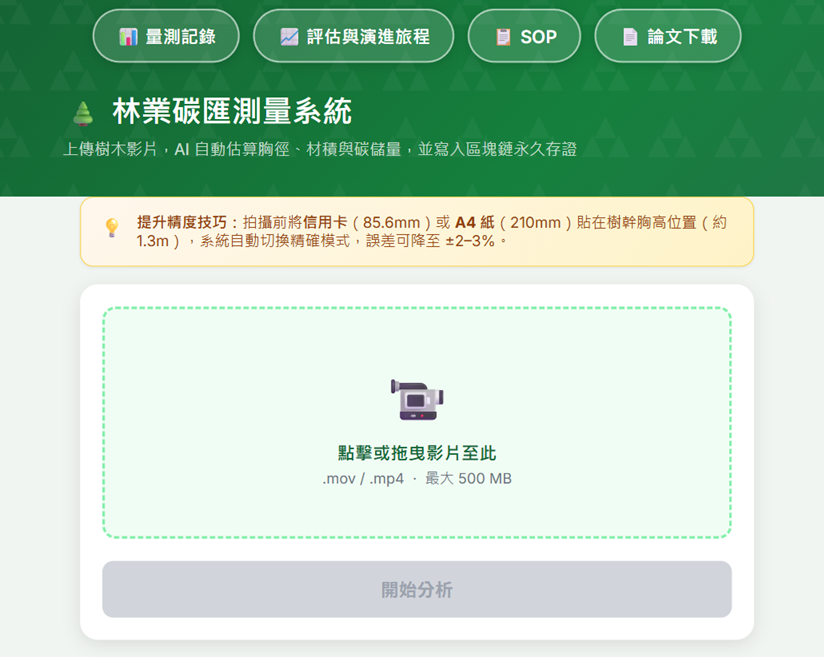 量測記錄
評估與演進旅程
SOP
論文下載
林業碳匯測量系統
上傳樹木影片，AI 自動估算胸徑、材積與碳儲量，並寫入區塊鏈永久存證
提升精度技巧：拍攝前將信用卡（85.6mm）或 A4 紙（210mm）貼在樹幹胸高位置（約
1.3m），系統自動切換精確模式，誤差可降至 ±2–3%。
點擊或拖曳影片至此
.mov / .mp4 · 最大 500 MB
開始分析